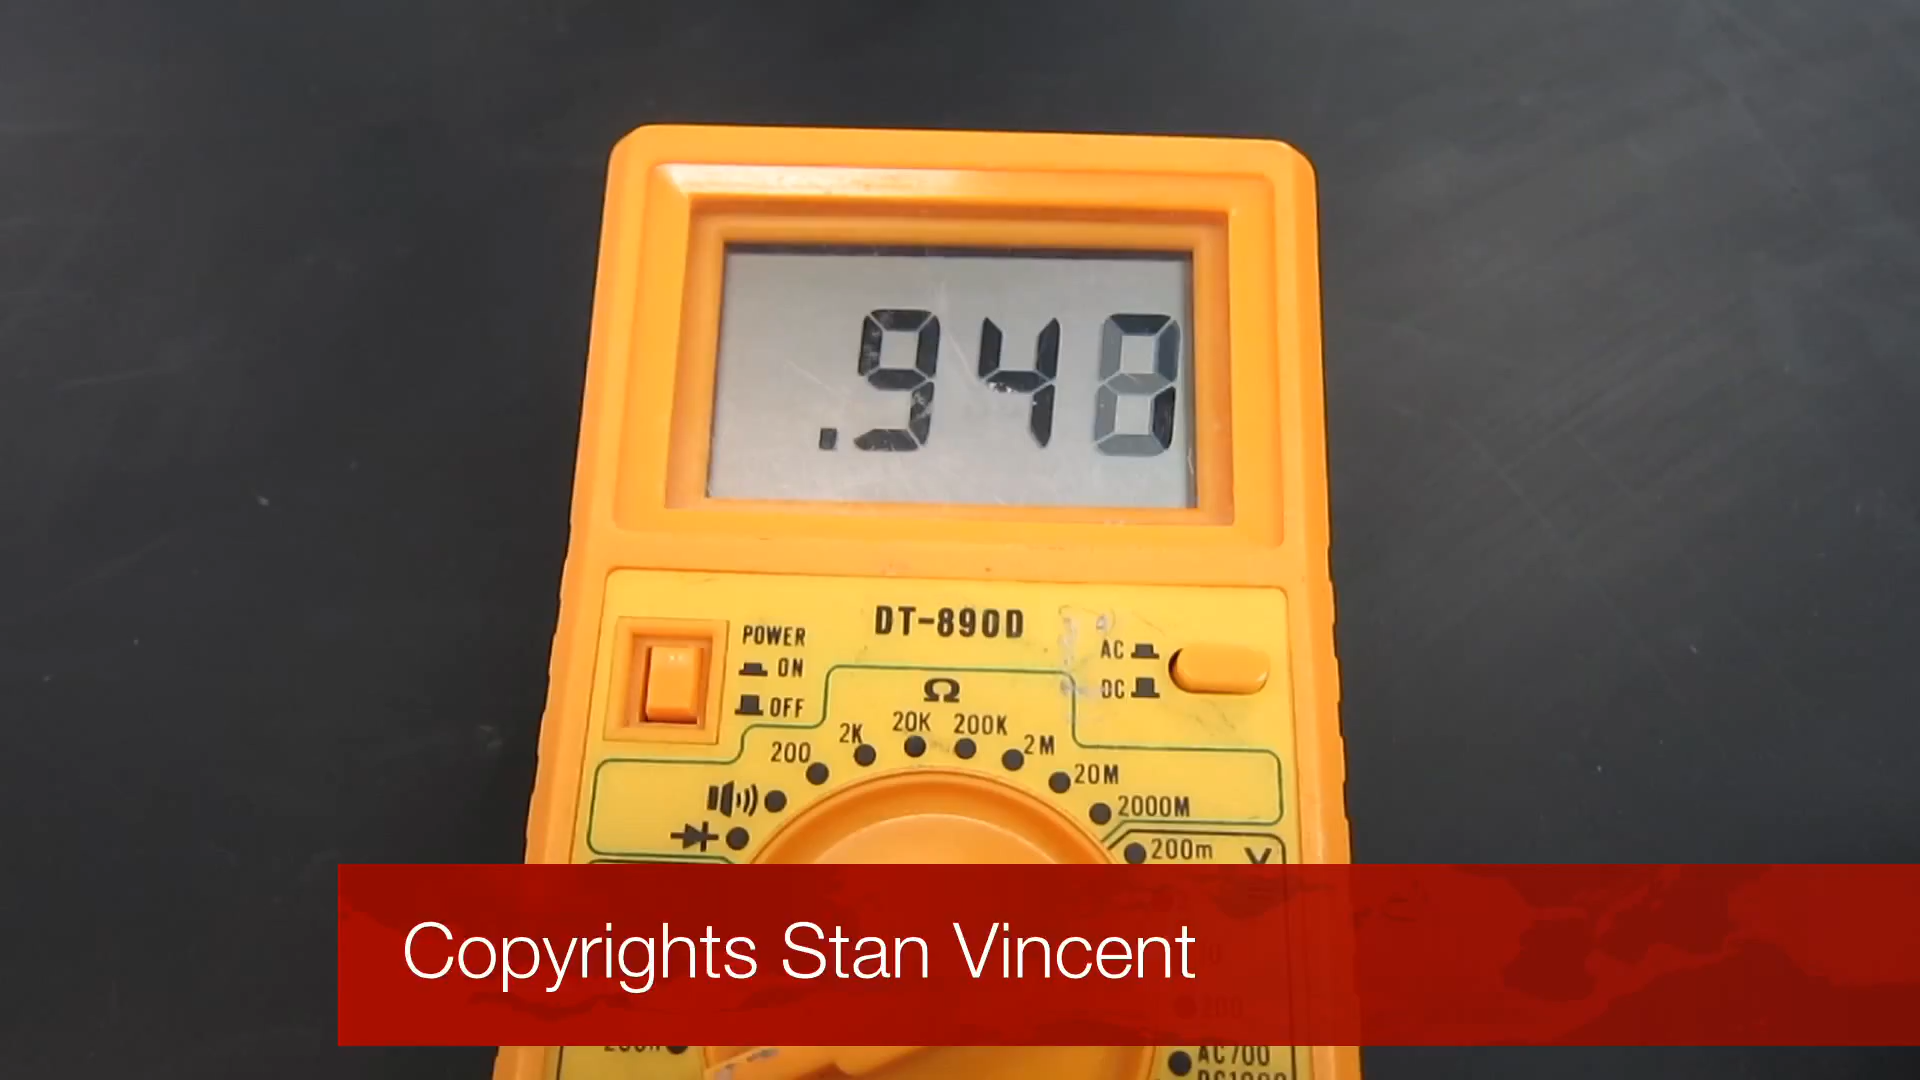 .948
DT-890D
POWER
ON
OFF
AC
DC
Ω
200
2K
20K
200K
2M
20M
2000M
200m
V
Copyrights Stan Vincent
200
AC700